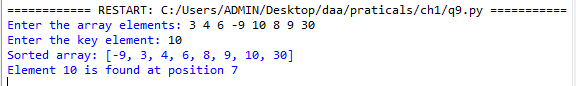 ============ RESTART: C:/Users/ADMIN/Desktop/daa/praticals/ch1/q9.py ===========
Enter the array elements: 3 4 6 -9 10 8 9 30
Enter the key element: 10
Sorted array: [-9, 3, 4, 6, 8, 9, 10, 30]
Element 10 is found at position 7